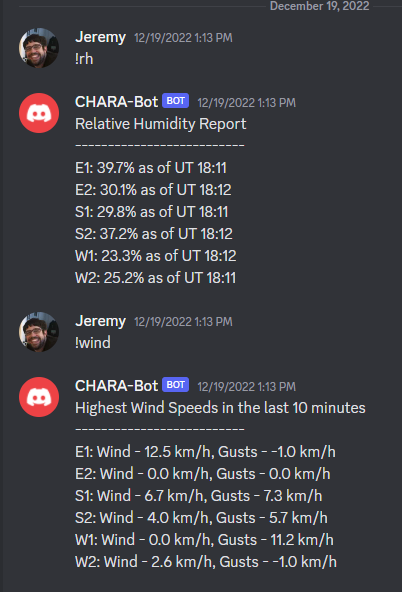 December 19, 2022
Jeremy 12/19/2022 1:13 PM
!rh
CHARA-Bot BOT 12/19/2022 1:13 PM
Relative Humidity Report
--------------------------
E1: 39.7% as of UT 18:11
E2: 30.1% as of UT 18:12
S1: 29.8% as of UT 18:11
S2: 37.2% as of UT 18:12
W1: 23.3% as of UT 18:12
W2: 25.2% as of UT 18:11
Jeremy 12/19/2022 1:13 PM
!wind
CHARA-Bot BOT 12/19/2022 1:13 PM
Highest Wind Speeds in the last 10 minutes
--------------------------
E1: Wind - 12.5 km/h, Gusts - -1.0 km/h
E2: Wind - 0.0 km/h, Gusts - 0.0 km/h
S1: Wind - 6.7 km/h, Gusts - 7.3 km/h
S2: Wind - 4.0 km/h, Gusts - 5.7 km/h
W1: Wind - 0.0 km/h, Gusts - 11.2 km/h
W2: Wind - 2.6 km/h, Gusts - -1.0 km/h